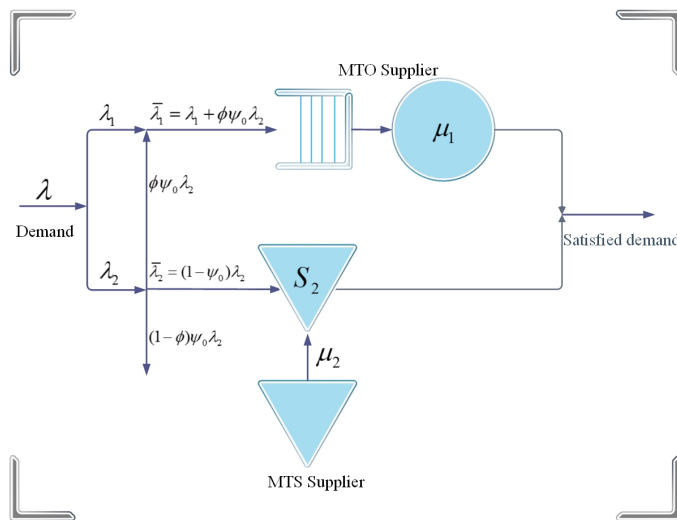 MTO Supplier
λ₁
λ̄₁ = λ₁ + ϕψ₀λ₂
μ₁
λ
ϕψ₀λ₂
Demand
Satisfied demand
λ₂
λ̄₂ = (1−ψ₀)λ₂
S₂
(1−ϕ)ψ₀λ₂
μ₂
MTS Supplier